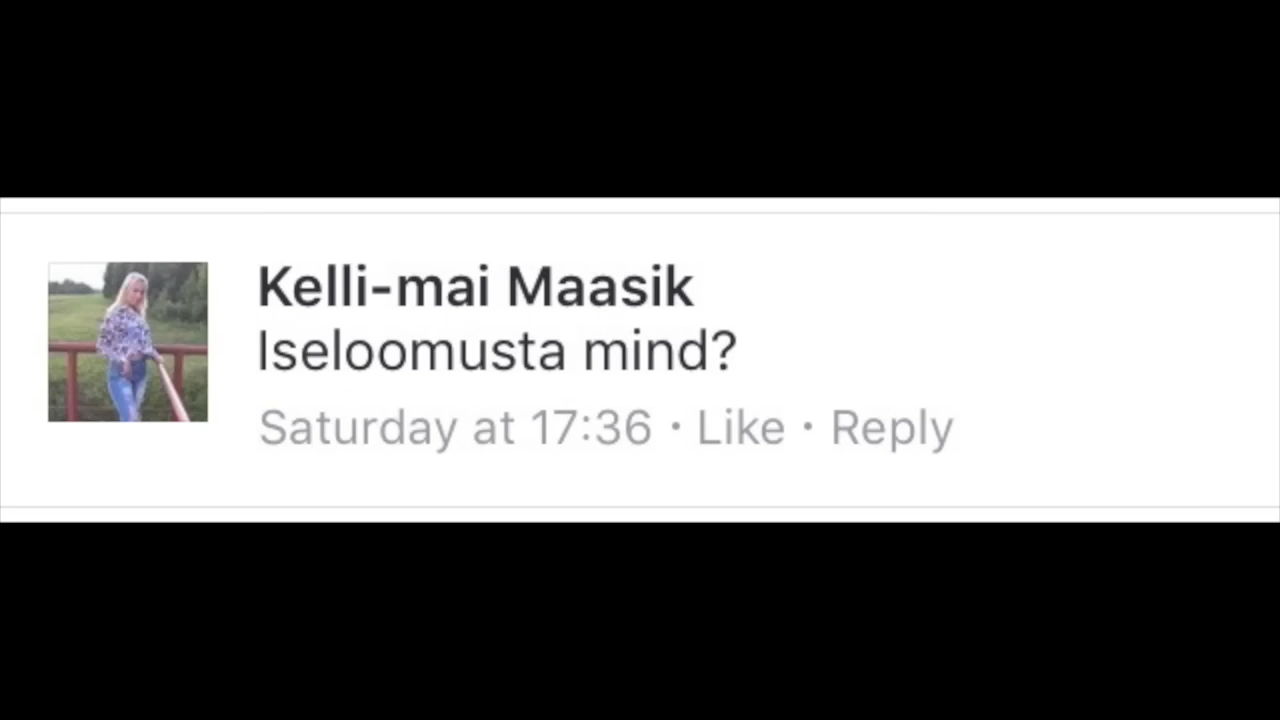 Kelli-mai Maasik
Iseloomusta mind?
Saturday at 17:36 · Like · Reply